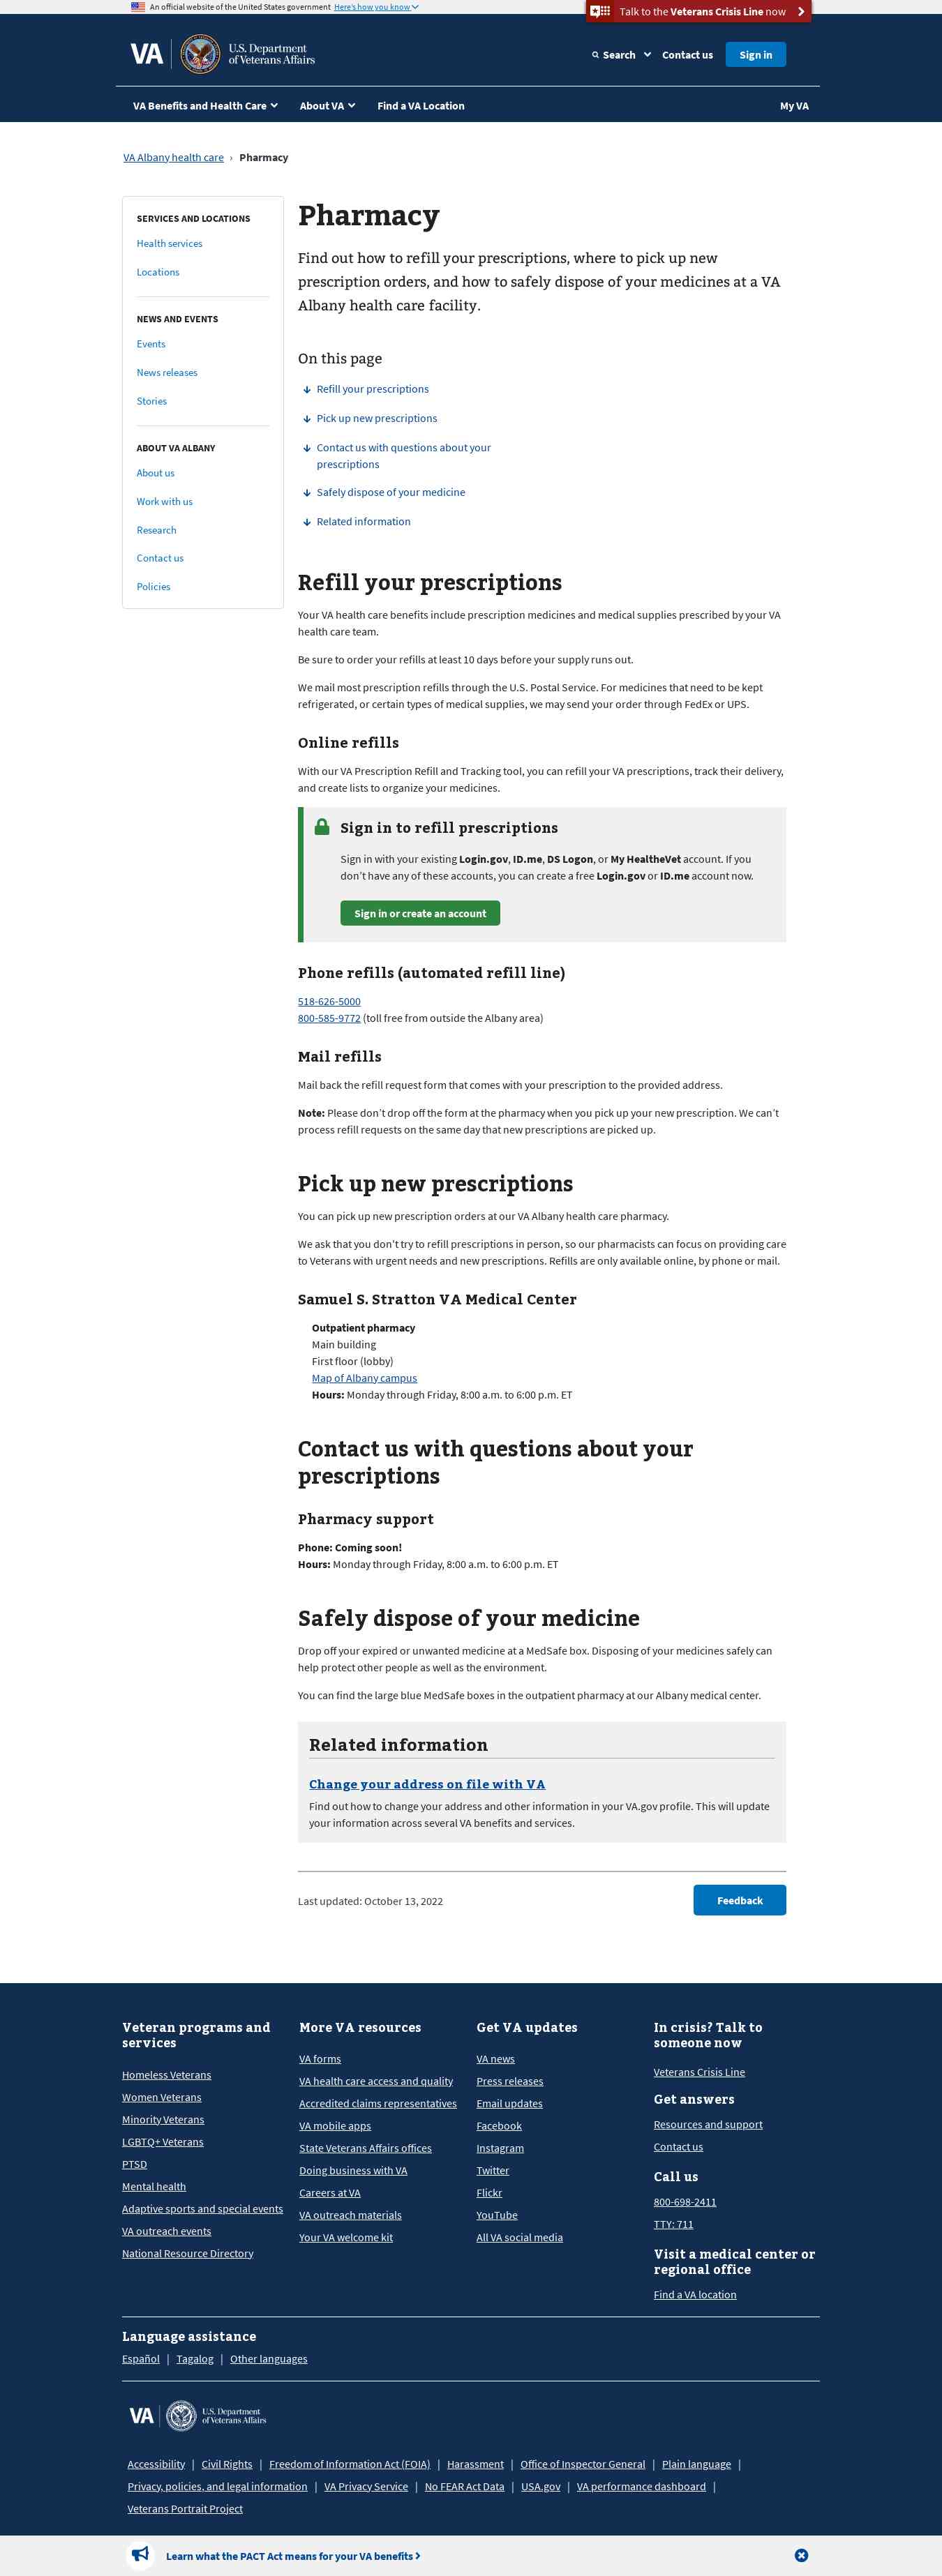 An official website of the United States government Here's how you know
Talk to the Veterans Crisis Line now
VA
U.S. Department
of Veterans Affairs
Search
Contact us
Sign in
VA Benefits and Health Care
About VA
Find a VA Location
My VA
VA Albany health care › Pharmacy
SERVICES AND LOCATIONS
Health services
Locations
NEWS AND EVENTS
Events
News releases
Stories
ABOUT VA ALBANY
About us
Work with us
Research
Contact us
Policies
Pharmacy
Find out how to refill your prescriptions, where to pick up new
prescription orders, and how to safely dispose of your medicines at a VA
Albany health care facility.
On this page
Refill your prescriptions
Pick up new prescriptions
Contact us with questions about your
prescriptions
Safely dispose of your medicine
Related information
Refill your prescriptions
Your VA health care benefits include prescription medicines and medical supplies prescribed by your VA
health care team.
Be sure to order your refills at least 10 days before your supply runs out.
We mail most prescription refills through the U.S. Postal Service. For medicines that need to be kept
refrigerated, or certain types of medical supplies, we may send your order through FedEx or UPS.
Online refills
With our VA Prescription Refill and Tracking tool, you can refill your VA prescriptions, track their delivery,
and create lists to organize your medicines.
Sign in to refill prescriptions
Sign in with your existing Login.gov, ID.me, DS Logon, or My HealtheVet account. If you
don't have any of these accounts, you can create a free Login.gov or ID.me account now.
Sign in or create an account
Phone refills (automated refill line)
518-626-5000
800-585-9772 (toll free from outside the Albany area)
Mail refills
Mail back the refill request form that comes with your prescription to the provided address.
Note: Please don't drop off the form at the pharmacy when you pick up your new prescription. We can't
process refill requests on the same day that new prescriptions are picked up.
Pick up new prescriptions
You can pick up new prescription orders at our VA Albany health care pharmacy.
We ask that you don't try to refill prescriptions in person, so our pharmacists can focus on providing care
to Veterans with urgent needs and new prescriptions. Refills are only available online, by phone or mail.
Samuel S. Stratton VA Medical Center
Outpatient pharmacy
Main building
First floor (lobby)
Map of Albany campus
Hours: Monday through Friday, 8:00 a.m. to 6:00 p.m. ET
Contact us with questions about your
prescriptions
Pharmacy support
Phone: Coming soon!
Hours: Monday through Friday, 8:00 a.m. to 6:00 p.m. ET
Safely dispose of your medicine
Drop off your expired or unwanted medicine at a MedSafe box. Disposing of your medicines safely can
help protect other people as well as the environment.
You can find the large blue MedSafe boxes in the outpatient pharmacy at our Albany medical center.
Related information
Change your address on file with VA
Find out how to change your address and other information in your VA.gov profile. This will update
your information across several VA benefits and services.
Last updated: October 13, 2022
Feedback
Veteran programs and
services
Homeless Veterans
Women Veterans
Minority Veterans
LGBTQ+ Veterans
PTSD
Mental health
Adaptive sports and special events
VA outreach events
National Resource Directory
More VA resources
VA forms
VA health care access and quality
Accredited claims representatives
VA mobile apps
State Veterans Affairs offices
Doing business with VA
Careers at VA
VA outreach materials
Your VA welcome kit
Get VA updates
VA news
Press releases
Email updates
Facebook
Instagram
Twitter
Flickr
YouTube
All VA social media
In crisis? Talk to
someone now
Veterans Crisis Line
Get answers
Resources and support
Contact us
Call us
800-698-2411
TTY: 711
Visit a medical center or
regional office
Find a VA location
Language assistance
Español | Tagalog | Other languages
VA
U.S. Department
of Veterans Affairs
Accessibility | Civil Rights | Freedom of Information Act (FOIA) | Harassment | Office of Inspector General | Plain language |
Privacy, policies, and legal information | VA Privacy Service | No FEAR Act Data | USA.gov | VA performance dashboard |
Veterans Portrait Project
Learn what the PACT Act means for your VA benefits